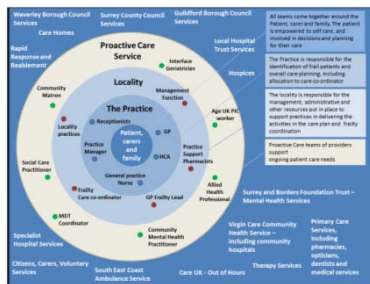 Waverley Borough Council
Services
Surrey County Council
Services
Guildford Borough Council
Services
Care Homes
Rapid
Response and
Reablement
Proactive Care
Service
Interface
Geriatrician
Local Hospital
Trust Services
Hospices
Community
Matron
Locality
Management
Function
Locality
practices
The Practice
Receptionists
GP
Age UK PIC
worker
Patient,
carers
and
family
Practice
Manager
HCA
Practice
Support
Pharmacists
General practice
Nurse
Social Care
Practitioner
Frailty
Care co-ordinator
GP Frailty Lead
Allied
Health
Professional
MDT
Coordinator
Community
Mental Health
Practitioner
Specialist
Hospital Services
Citizens, Carers, Voluntary
Services
South East Coast
Ambulance Service
Care UK - Out of Hours
Therapy Services
Surrey and Borders Foundation Trust –
Mental Health Services
Virgin Care Community
Health Service –
including community
hospitals
Primary Care
Services,
Including
pharmacies,
opticians,
dentists and
medical services
All teams come together around the
Patient, carer and family. The patient
is empowered to self care, and
involved in decisions and planning
for their care
The Practice is responsible for the
identification of frail patients and
overall care planning, including
allocation to care co-ordinator
The locality is responsible for the
management, administrative and
other resources put in place to
support practices in delivering the
activities in the care plan and frailty
coordination
Proactive Care teams of providers
support
ongoing patient care needs